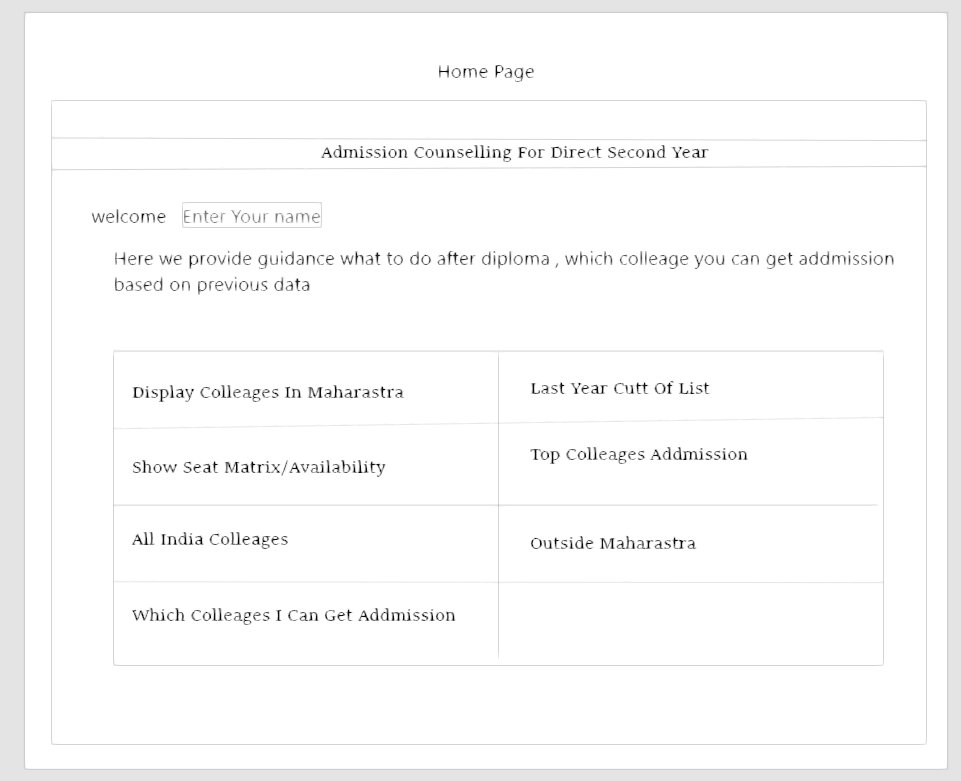 Home Page
Admission Counselling For Direct Second Year
welcome Enter Your name
Here we provide guidance what to do after diploma , which colleage you can get addmission
based on previous data
Display Colleages In Maharastra
Last Year Cutt Of List
Show Seat Matrix/Availability
Top Colleages Addmission
All India Colleages
Outside Maharastra
Which Colleages I Can Get Addmission